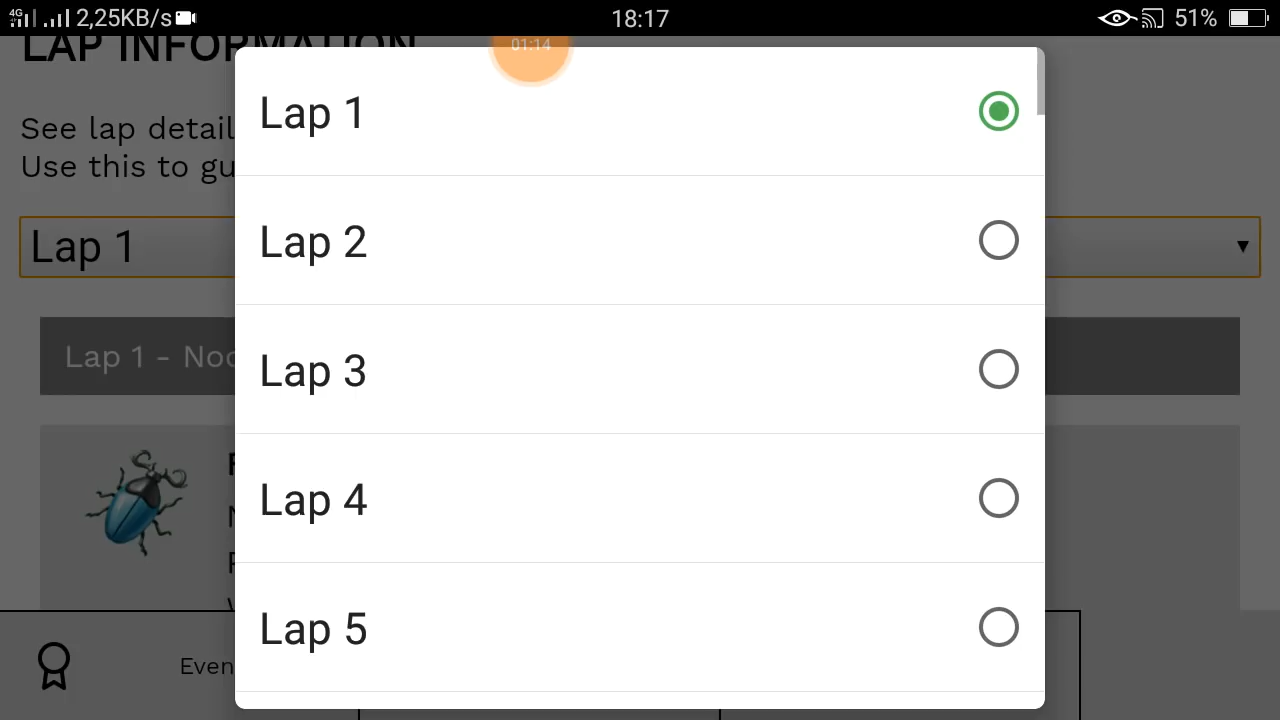 4G 2,25KB/s 18:17 51%
LAP INFORMATION
01:14
See lap detail
Use this to gu
Lap 1
Lap 1
Lap 2
Lap 3
Lap 4
Lap 5
Lap 1 - Noo
Even